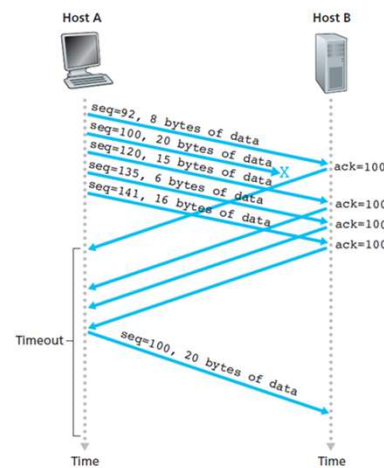 Host A
Host B
seq=92, 8 bytes of data
seq=100, 20 bytes of data
seq=120, 15 bytes of data
seq=135, 6 bytes of data
seq=141, 16 bytes of data
X
ack=100
ack=100
ack=100
ack=100
Timeout
seq=100, 20 bytes of data
Time
Time